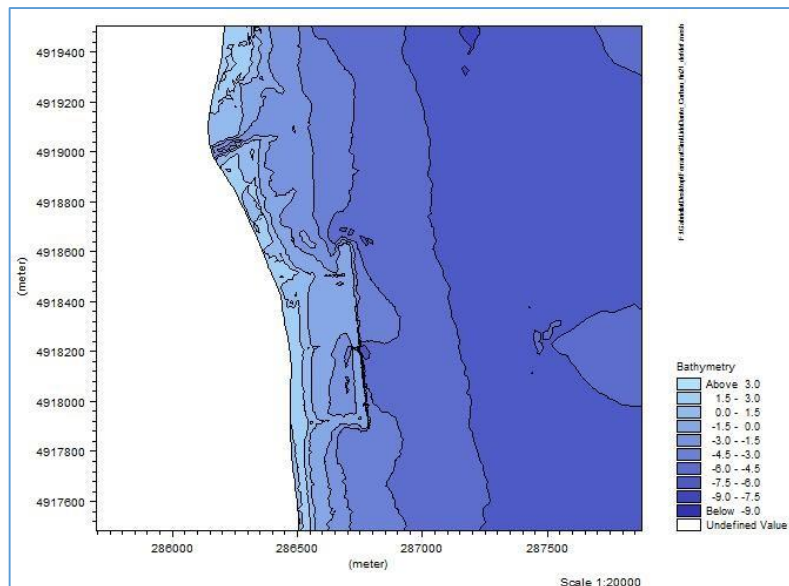 4919400
4919200
4919000
4918800
4918600
4918400
4918200
4918000
4917800
4917600
(meter)
286000 286500 287000 287500
(meter)
Scale 1:20000
Bathymetry
Above 3.0
1.5 - 3.0
0.0 - 1.5
-1.5 - 0.0
-3.0 - -1.5
-4.5 - -3.0
-6.0 - -4.5
-7.5 - -6.0
-9.0 - -7.5
Below -9.0
Undefined Value